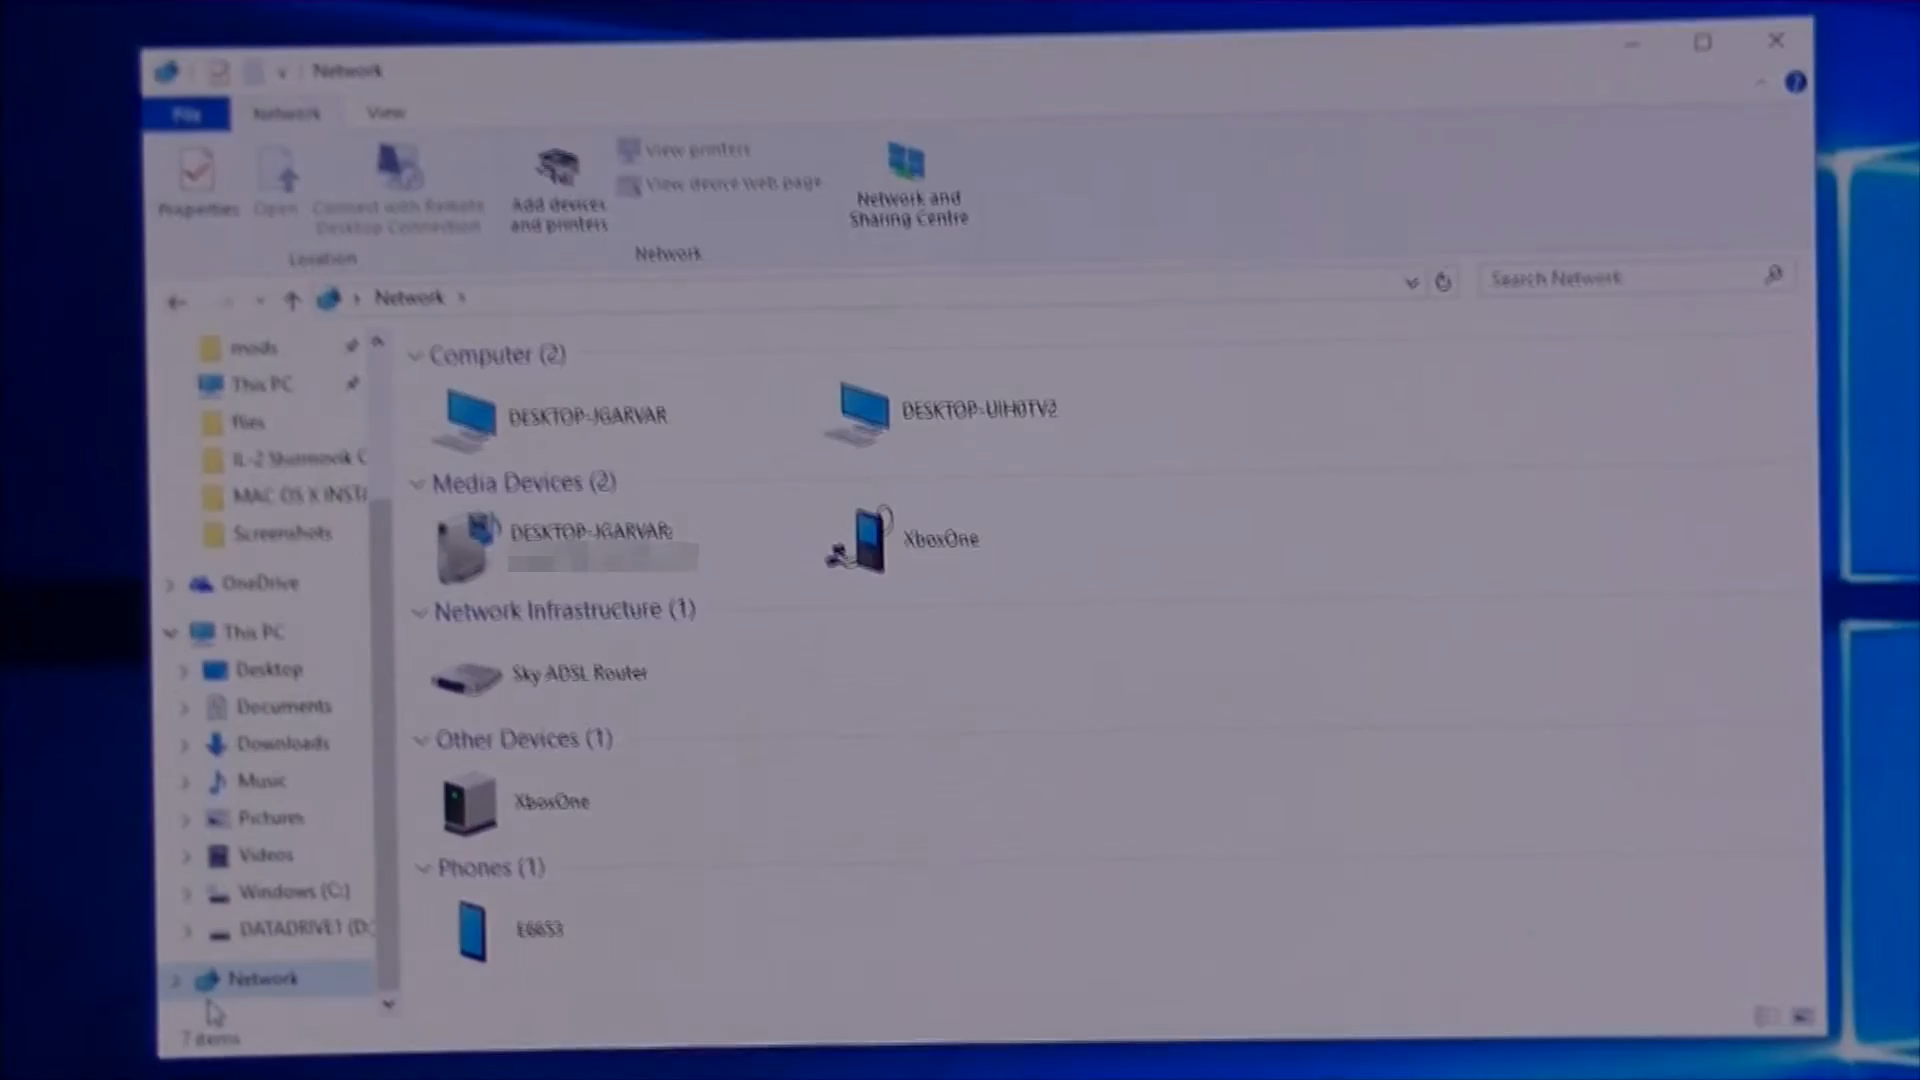 Network
File
Network
View
Properties
Open
Connect with Remote
Desktop Connection
Add devices
and printers
View printers
View device web page
Network and
Sharing Centre
Location
Network
Network
Search Network
mods
This PC
files
IL-2 Sturmovik C
MAC OS X INSTA
Screenshots
OneDrive
This PC
Desktop
Documents
Downloads
Music
Pictures
Videos
Windows (C:)
DATADRIVE1 (D:
Network
7 items
Computer (2)
DESKTOP-JGARVAR
DESKTOP-UIH0TV2
Media Devices (2)
DESKTOP-JGARVAR:
XboxOne
Network Infrastructure (1)
Sky ADSL Router
Other Devices (1)
XboxOne
Phones (1)
E6653